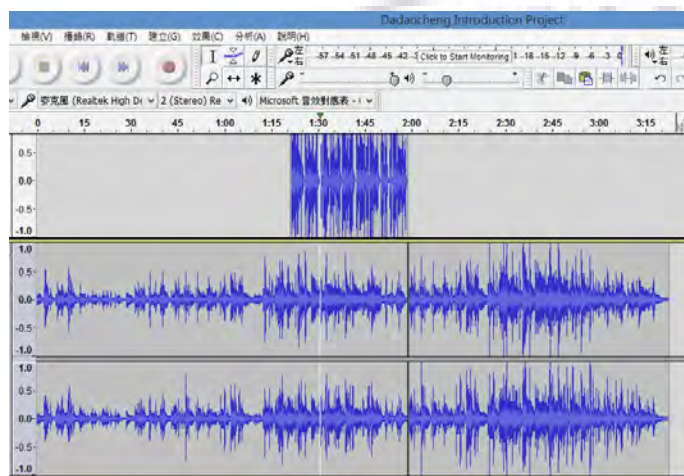 Dadaocheng Introduction Project
檢視(V) 播錄(R) 軌道(T) 建立(G) 效果(C) 分析(A) 說明(H)
左
右
-57 -54 -51 -48 -45 -42 Click to Start Monitoring -18 -15 -12 -9 -6 -3 0
左
右
麥克風 (Realtek High De
2 (Stereo) Re
Microsoft 音效對應表 -
0 15 30 45 1:00 1:15 1:30 1:45 2:00 2:15 2:30 2:45 3:00 3:15
0.5
0.0
-0.5
-1.0
1.0
0.5
0.0
-0.5
-1.0
1.0
0.5
0.0
-0.5
-1.0